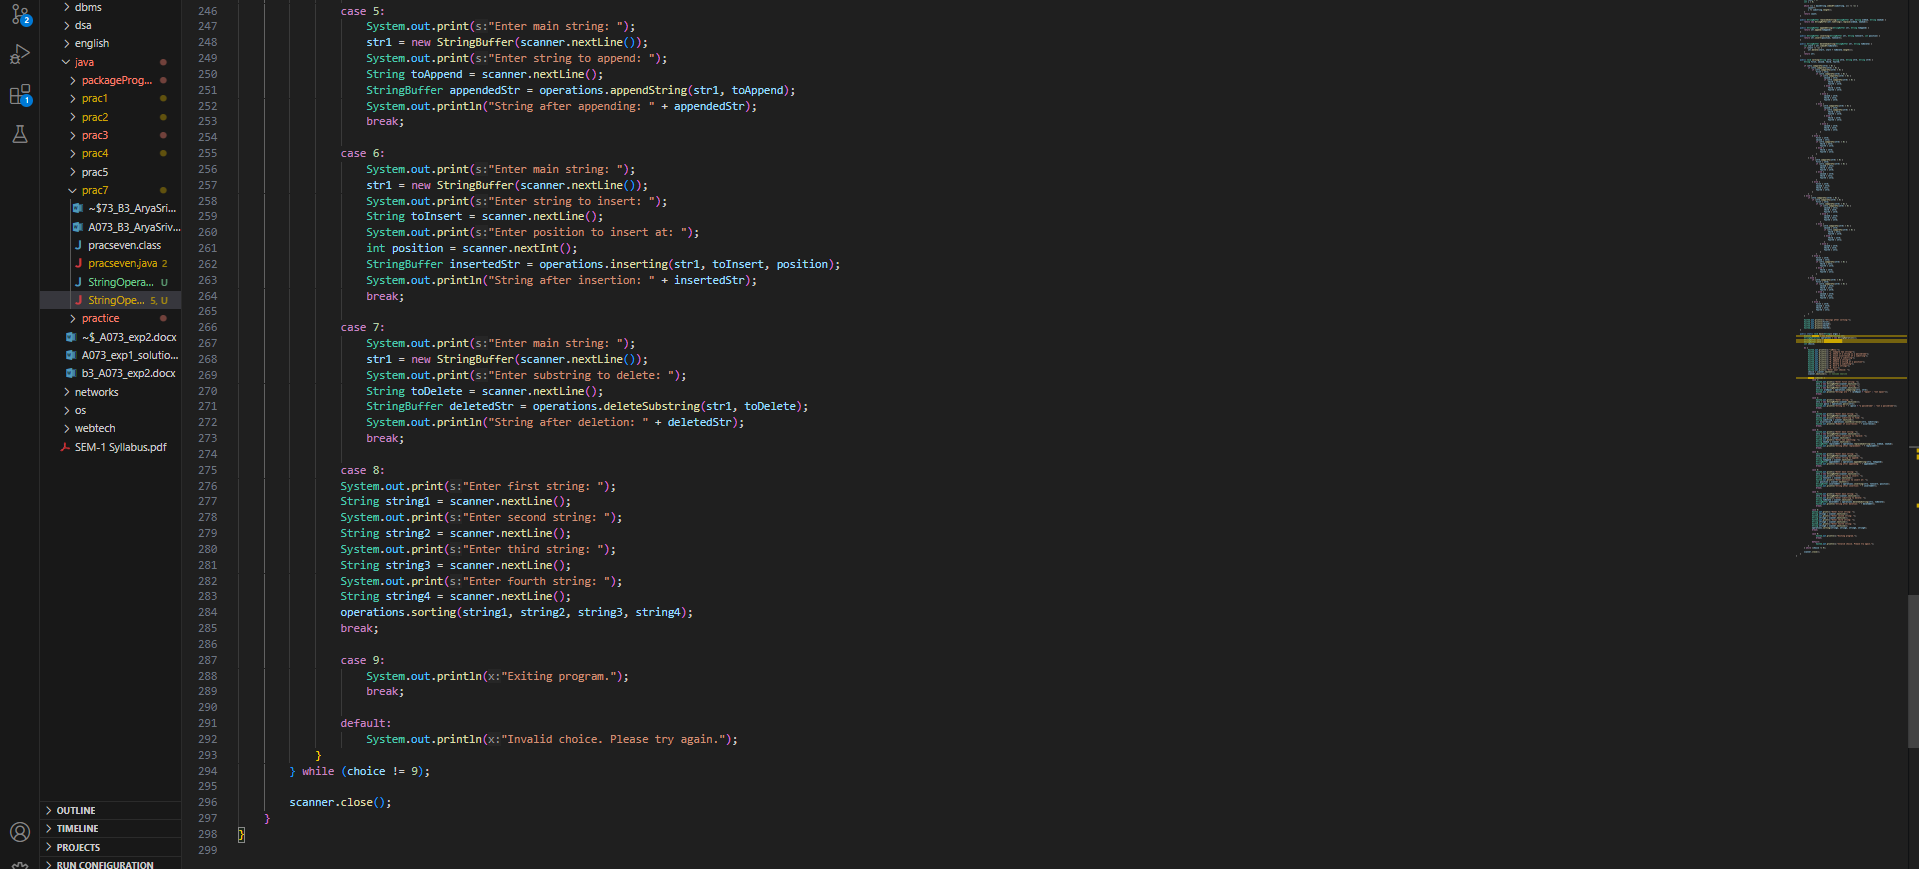 dbms
dsa
english
java
packageProg...
prac1
prac2
prac3
prac4
prac5
prac7
~$73_B3_AryaSri...
A073_B3_AryaSriv...
pracseven.class
pracseven.java 2
StringOpera... U
StringOpe... 5, U
practice
~$_A073_exp2.docx
A073_exp1_solutio...
b3_A073_exp2.docx
networks
os
webtech
SEM-1 Syllabus.pdf
OUTLINE
TIMELINE
PROJECTS
RUN CONFIGURATION
2
1
246 case 5:
247 System.out.print(s:"Enter main string: ");
248 str1 = new StringBuffer(scanner.nextLine());
249 System.out.print(s:"Enter string to append: ");
250 String toAppend = scanner.nextLine();
251 StringBuffer appendedStr = operations.appendString(str1, toAppend);
252 System.out.println("String after appending: " + appendedStr);
253 break;
254
255 case 6:
256 System.out.print(s:"Enter main string: ");
257 str1 = new StringBuffer(scanner.nextLine());
258 System.out.print(s:"Enter string to insert: ");
259 String toInsert = scanner.nextLine();
260 System.out.print(s:"Enter position to insert at: ");
261 int position = scanner.nextInt();
262 StringBuffer insertedStr = operations.inserting(str1, toInsert, position);
263 System.out.println("String after insertion: " + insertedStr);
264 break;
265
266 case 7:
267 System.out.print(s:"Enter main string: ");
268 str1 = new StringBuffer(scanner.nextLine());
269 System.out.print(s:"Enter substring to delete: ");
270 String toDelete = scanner.nextLine();
271 StringBuffer deletedStr = operations.deleteSubstring(str1, toDelete);
272 System.out.println("String after deletion: " + deletedStr);
273 break;
274
275 case 8:
276 System.out.print(s:"Enter first string: ");
277 String string1 = scanner.nextLine();
278 System.out.print(s:"Enter second string: ");
279 String string2 = scanner.nextLine();
280 System.out.print(s:"Enter third string: ");
281 String string3 = scanner.nextLine();
282 System.out.print(s:"Enter fourth string: ");
283 String string4 = scanner.nextLine();
284 operations.sorting(string1, string2, string3, string4);
285 break;
286
287 case 9:
288 System.out.println(x:"Exiting program.");
289 break;
290
291 default:
292 System.out.println(x:"Invalid choice. Please try again.");
293 }
294 } while (choice != 9);
295
296 scanner.close();
297 }
298 }
299